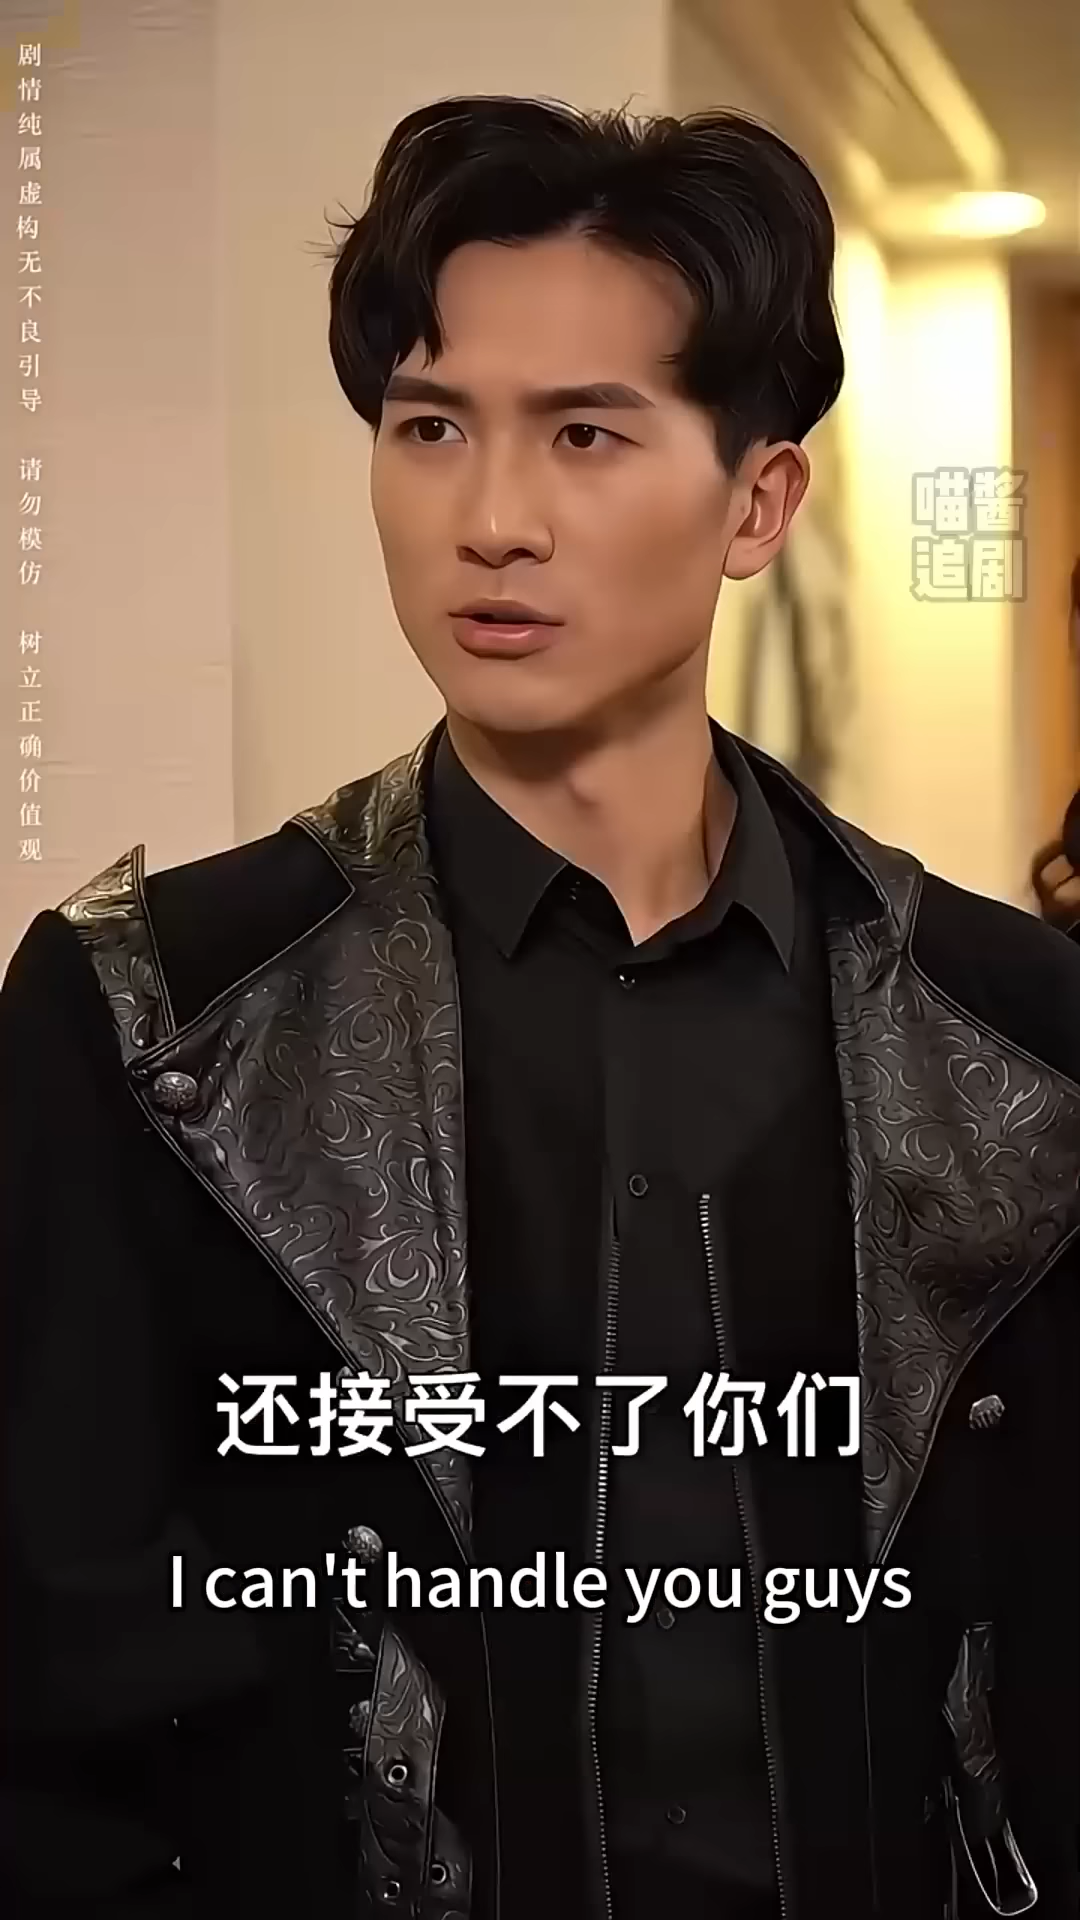 剧情纯属虚构无不良引导 请勿模仿 树立正确价值观
喵酱
追剧
还接受不了你们
I can't handle you guys